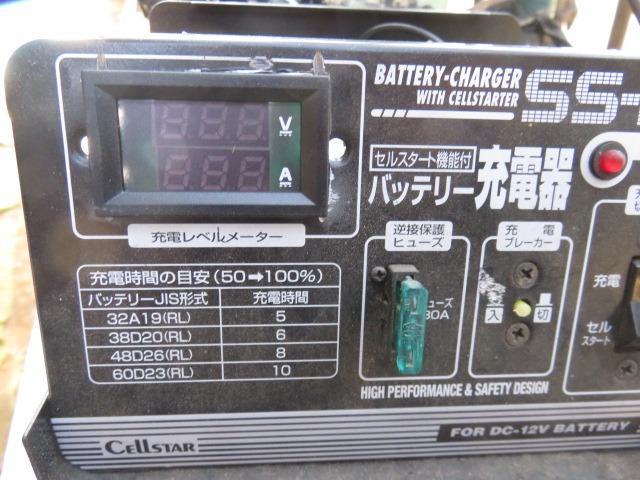 BATTERY-CHARGER
WITH CELLSTARTER
SS-
V
A
セルスタート機能付
バッテリー充電器
充電レベルメーター
逆接保護
ヒューズ
充電
ブレーカー
充電時間の目安(50➡100%)
バッテリーJIS形式 充電時間
32A19(RL) 5
38D20(RL) 6
48D26(RL) 8
60D23(RL) 10
ューズ
30A
入 切
充電
セル
スタート
HIGH PERFORMANCE & SAFETY DESIGN
CELLSTAR
FOR DC-12V BATTERY